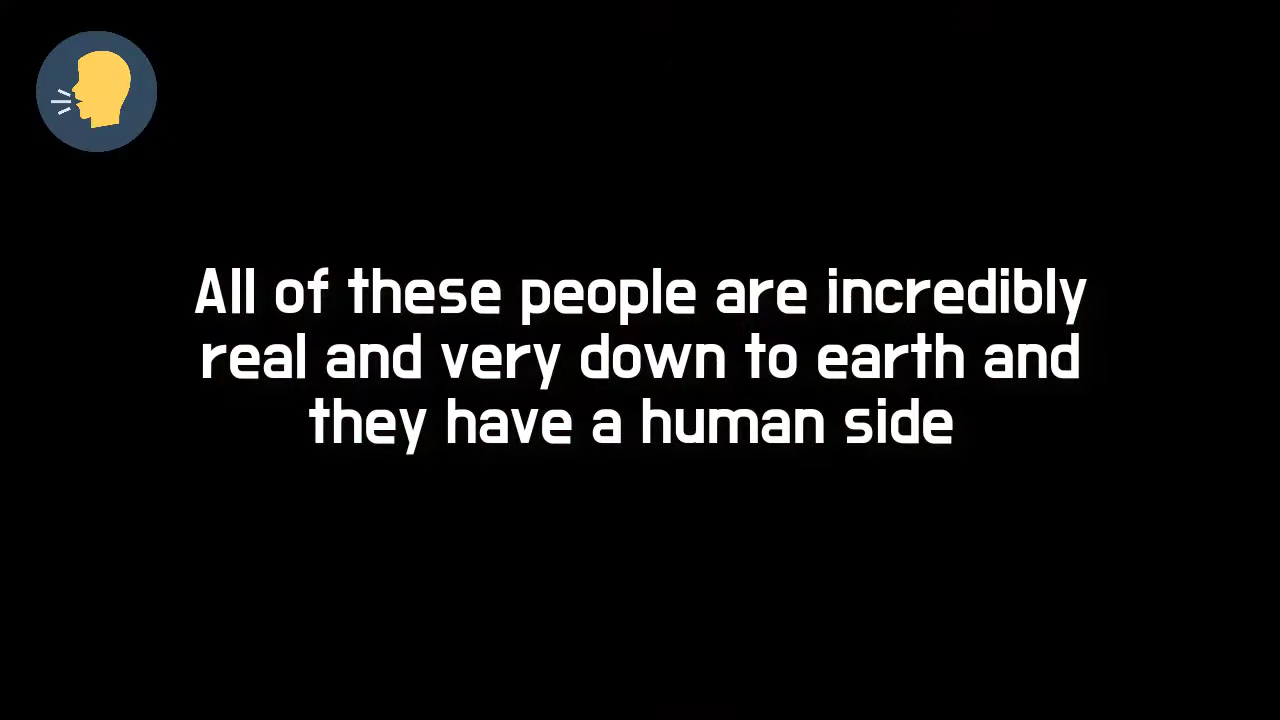 All of these people are incredibly
real and very down to earth and
they have a human side